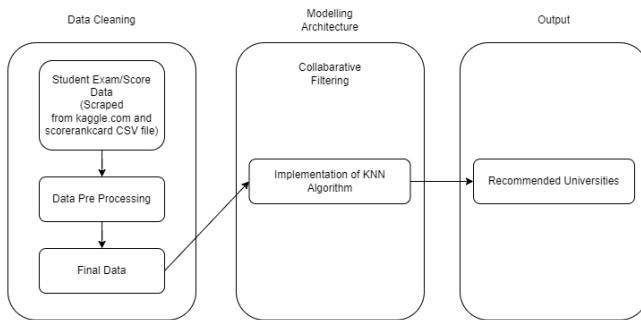 Data Cleaning
Student Exam/Score
Data
(Scraped
from kaggle.com and
scorerankcard CSV file)
Data Pre Processing
Final Data
Modelling
Architecture
Collabarative
Filtering
Implementation of KNN
Algorithm
Output
Recommended Universities